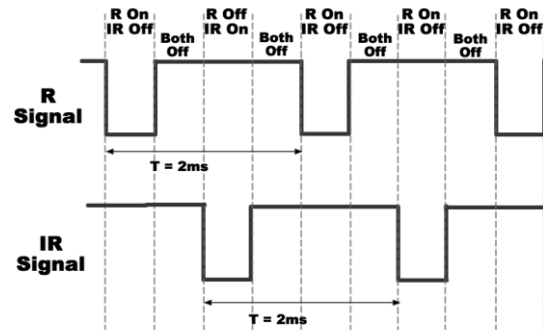 R On
IR Off
Both
Off
R Off
IR On
Both
Off
R On
IR Off
Both
Off
R Off
IR On
Both
Off
R On
IR Off
R
Signal
T = 2ms
IR
Signal
T = 2ms